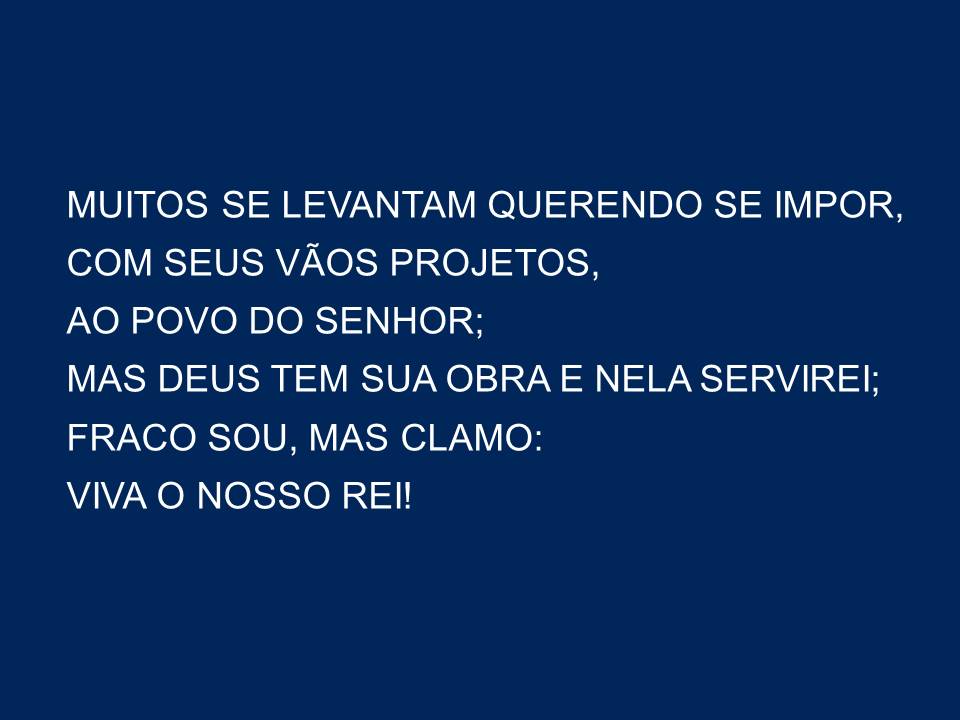 MUITOS SE LEVANTAM QUERENDO SE IMPOR,
COM SEUS VÃOS PROJETOS,
AO POVO DO SENHOR;
MAS DEUS TEM SUA OBRA E NELA SERVIREI;
FRACO SOU, MAS CLAMO:
VIVA O NOSSO REI!